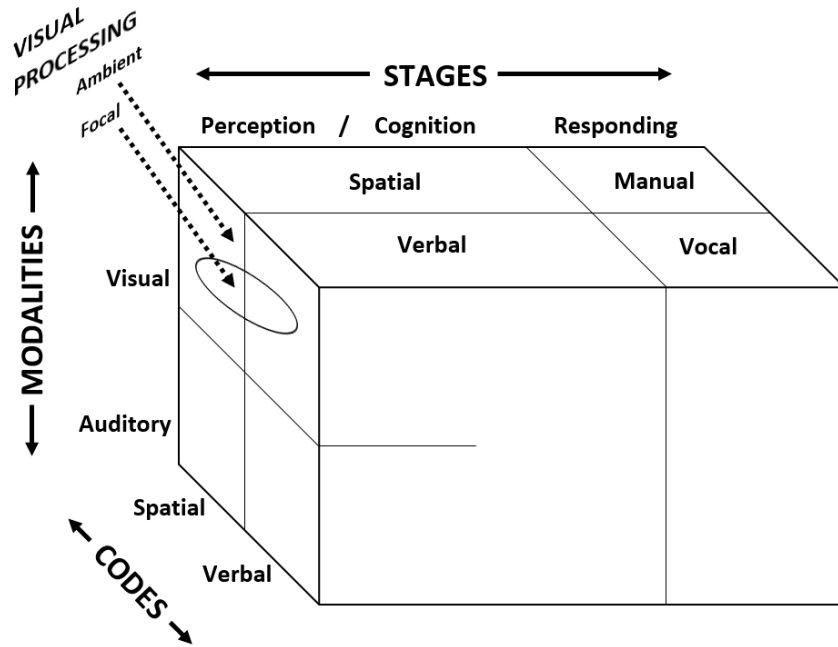 VISUAL
PROCESSING
Ambient
Focal
STAGES
Perception / Cognition Responding
Spatial Manual
Verbal Vocal
MODALITIES
Visual
Auditory
Spatial
Verbal
CODES